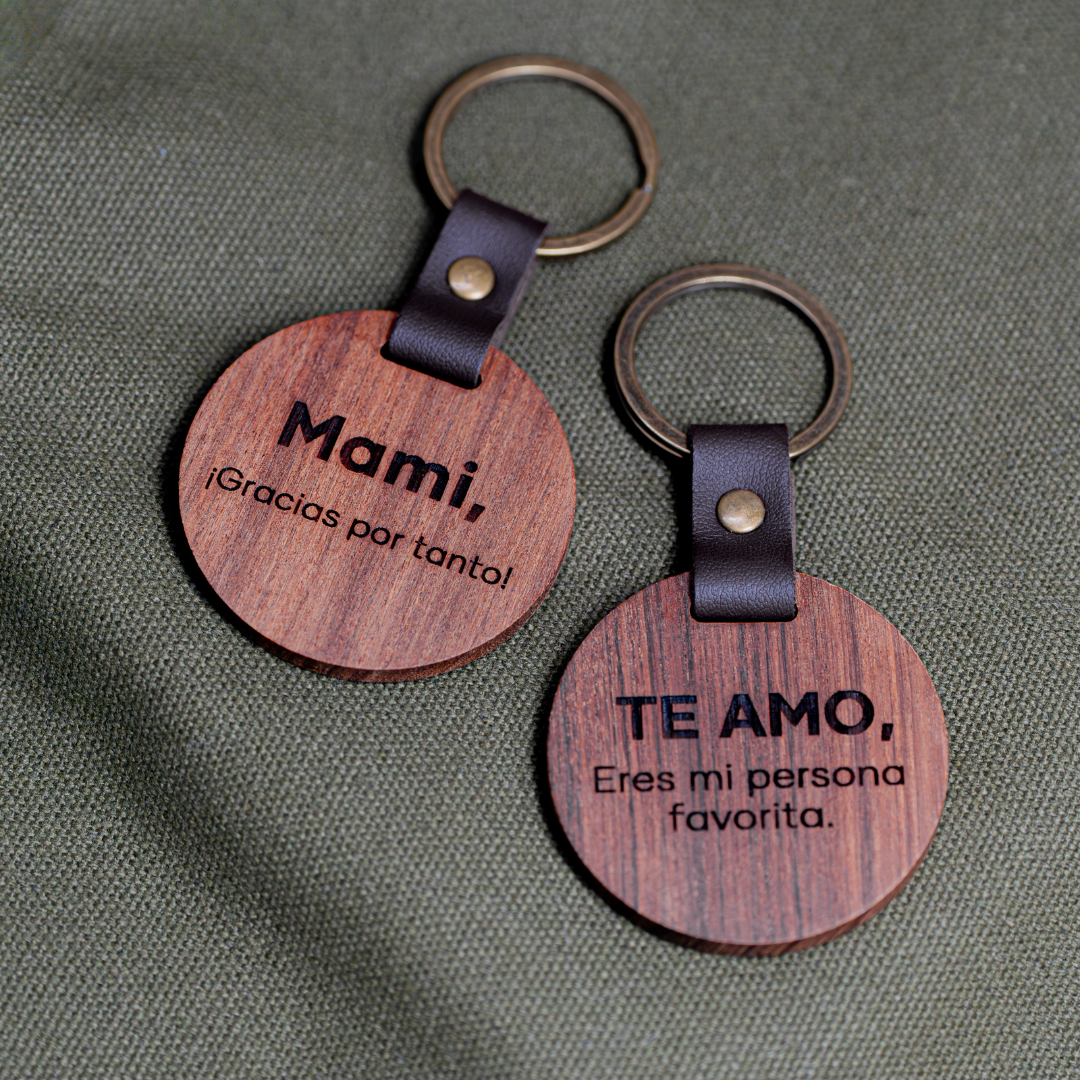 Mami,
¡Gracias por tanto!
TE AMO,
Eres mi persona
favorita.